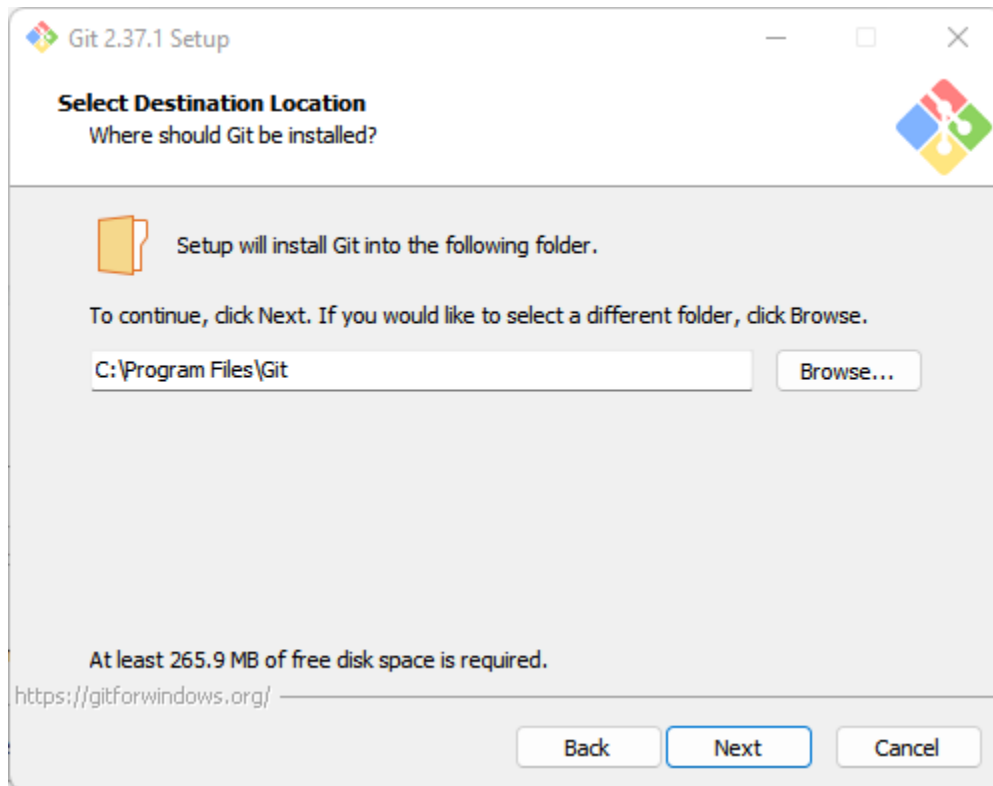 Git 2.37.1 Setup
Select Destination Location
Where should Git be installed?
Setup will install Git into the following folder.
To continue, click Next. If you would like to select a different folder, click Browse.
C:\Program Files\Git
Browse...
At least 265.9 MB of free disk space is required.
https://gitforwindows.org/
Back
Next
Cancel